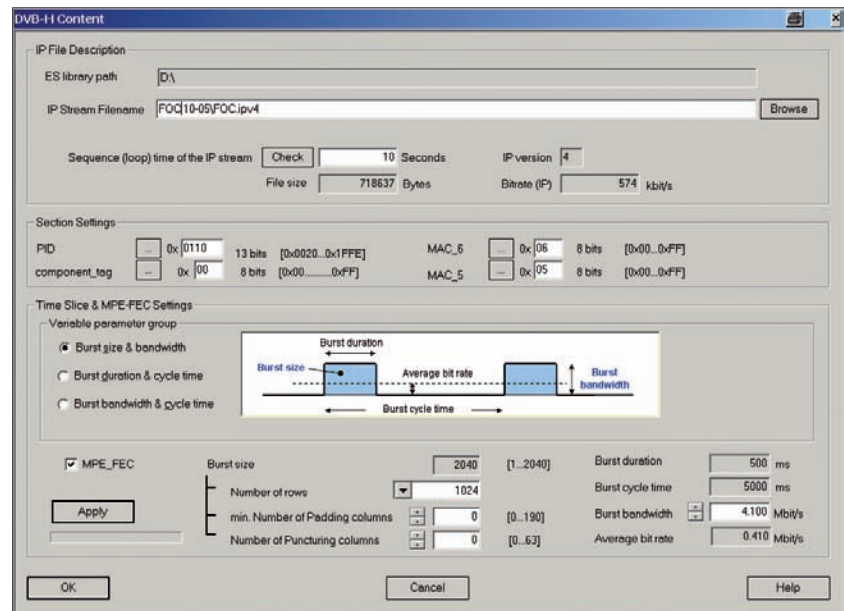 DVB-H Content
IP File Description
ES library path D:\
IP Stream Filename FOC\10-05\FOC.ipv4 Browse
Sequence (loop) time of the IP stream Check 10 Seconds IP version 4
File size 718637 Bytes Bitrate (IP) 574 kbit/s
Section Settings
PID ... 0x 0110 13 bits [0x0020...0x1FFE] MAC_6 ... 0x 06 8 bits [0x00...0xFF]
component_tag ... 0x 00 8 bits [0x00.........0xFF] MAC_5 ... 0x 05 8 bits [0x00...0xFF]
Time Slice & MPE-FEC Settings
Variable parameter group
Burst size & bandwidth
Burst duration & cycle time
Burst bandwidth & cycle time
Burst duration
Burst size
Average bit rate
Burst bandwidth
Burst cycle time
MPE_FEC Burst size 2040 [1...2040] Burst duration 500 ms
Number of rows 1024 Burst cycle time 5000 ms
Apply min. Number of Padding columns 0 [0...190] Burst bandwidth 4.100 Mbit/s
Number of Puncturing columns 0 [0...63] Average bit rate 0.410 Mbit/s
OK Cancel Help